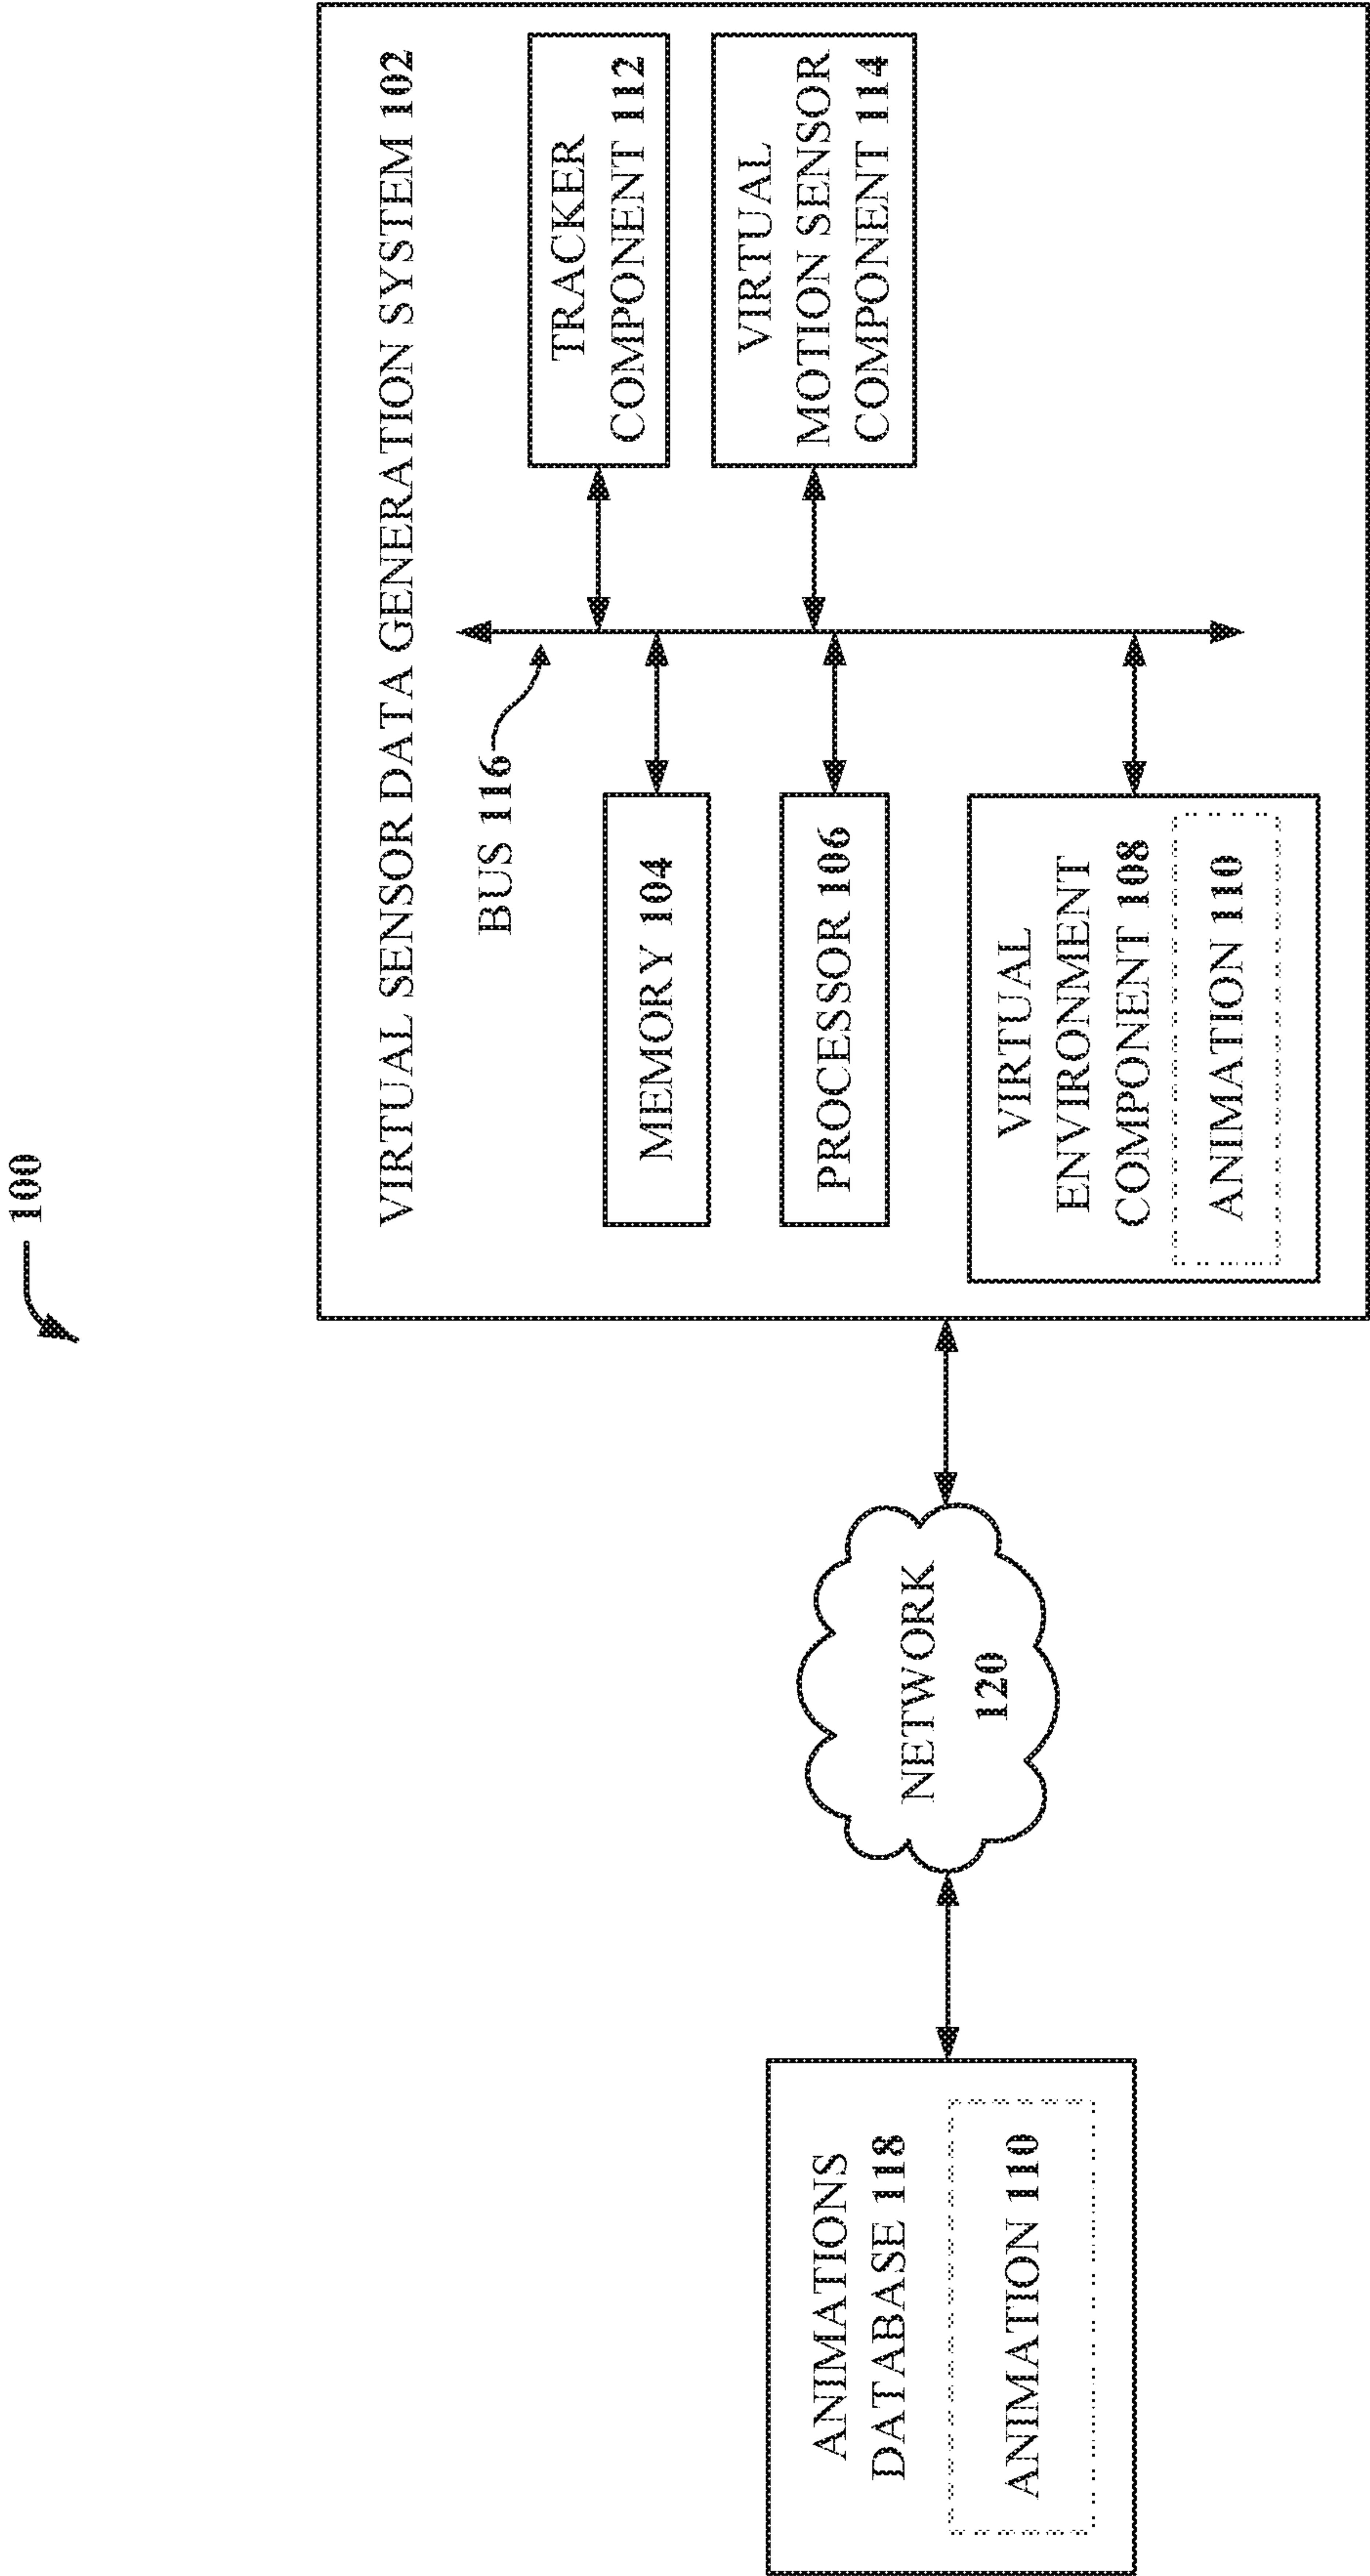 100
VIRTUAL SENSOR DATA GENERATION SYSTEM 102
BUS 116
TRACKER
COMPONENT 112
MEMORY 104
VIRTUAL
MOTION SENSOR
COMPONENT 114
PROCESSOR 106
VIRTUAL
ENVIRONMENT
COMPONENT 108
ANIMATION 110
NETWORK
120
ANIMATIONS
DATABASE 118
ANIMATION 110